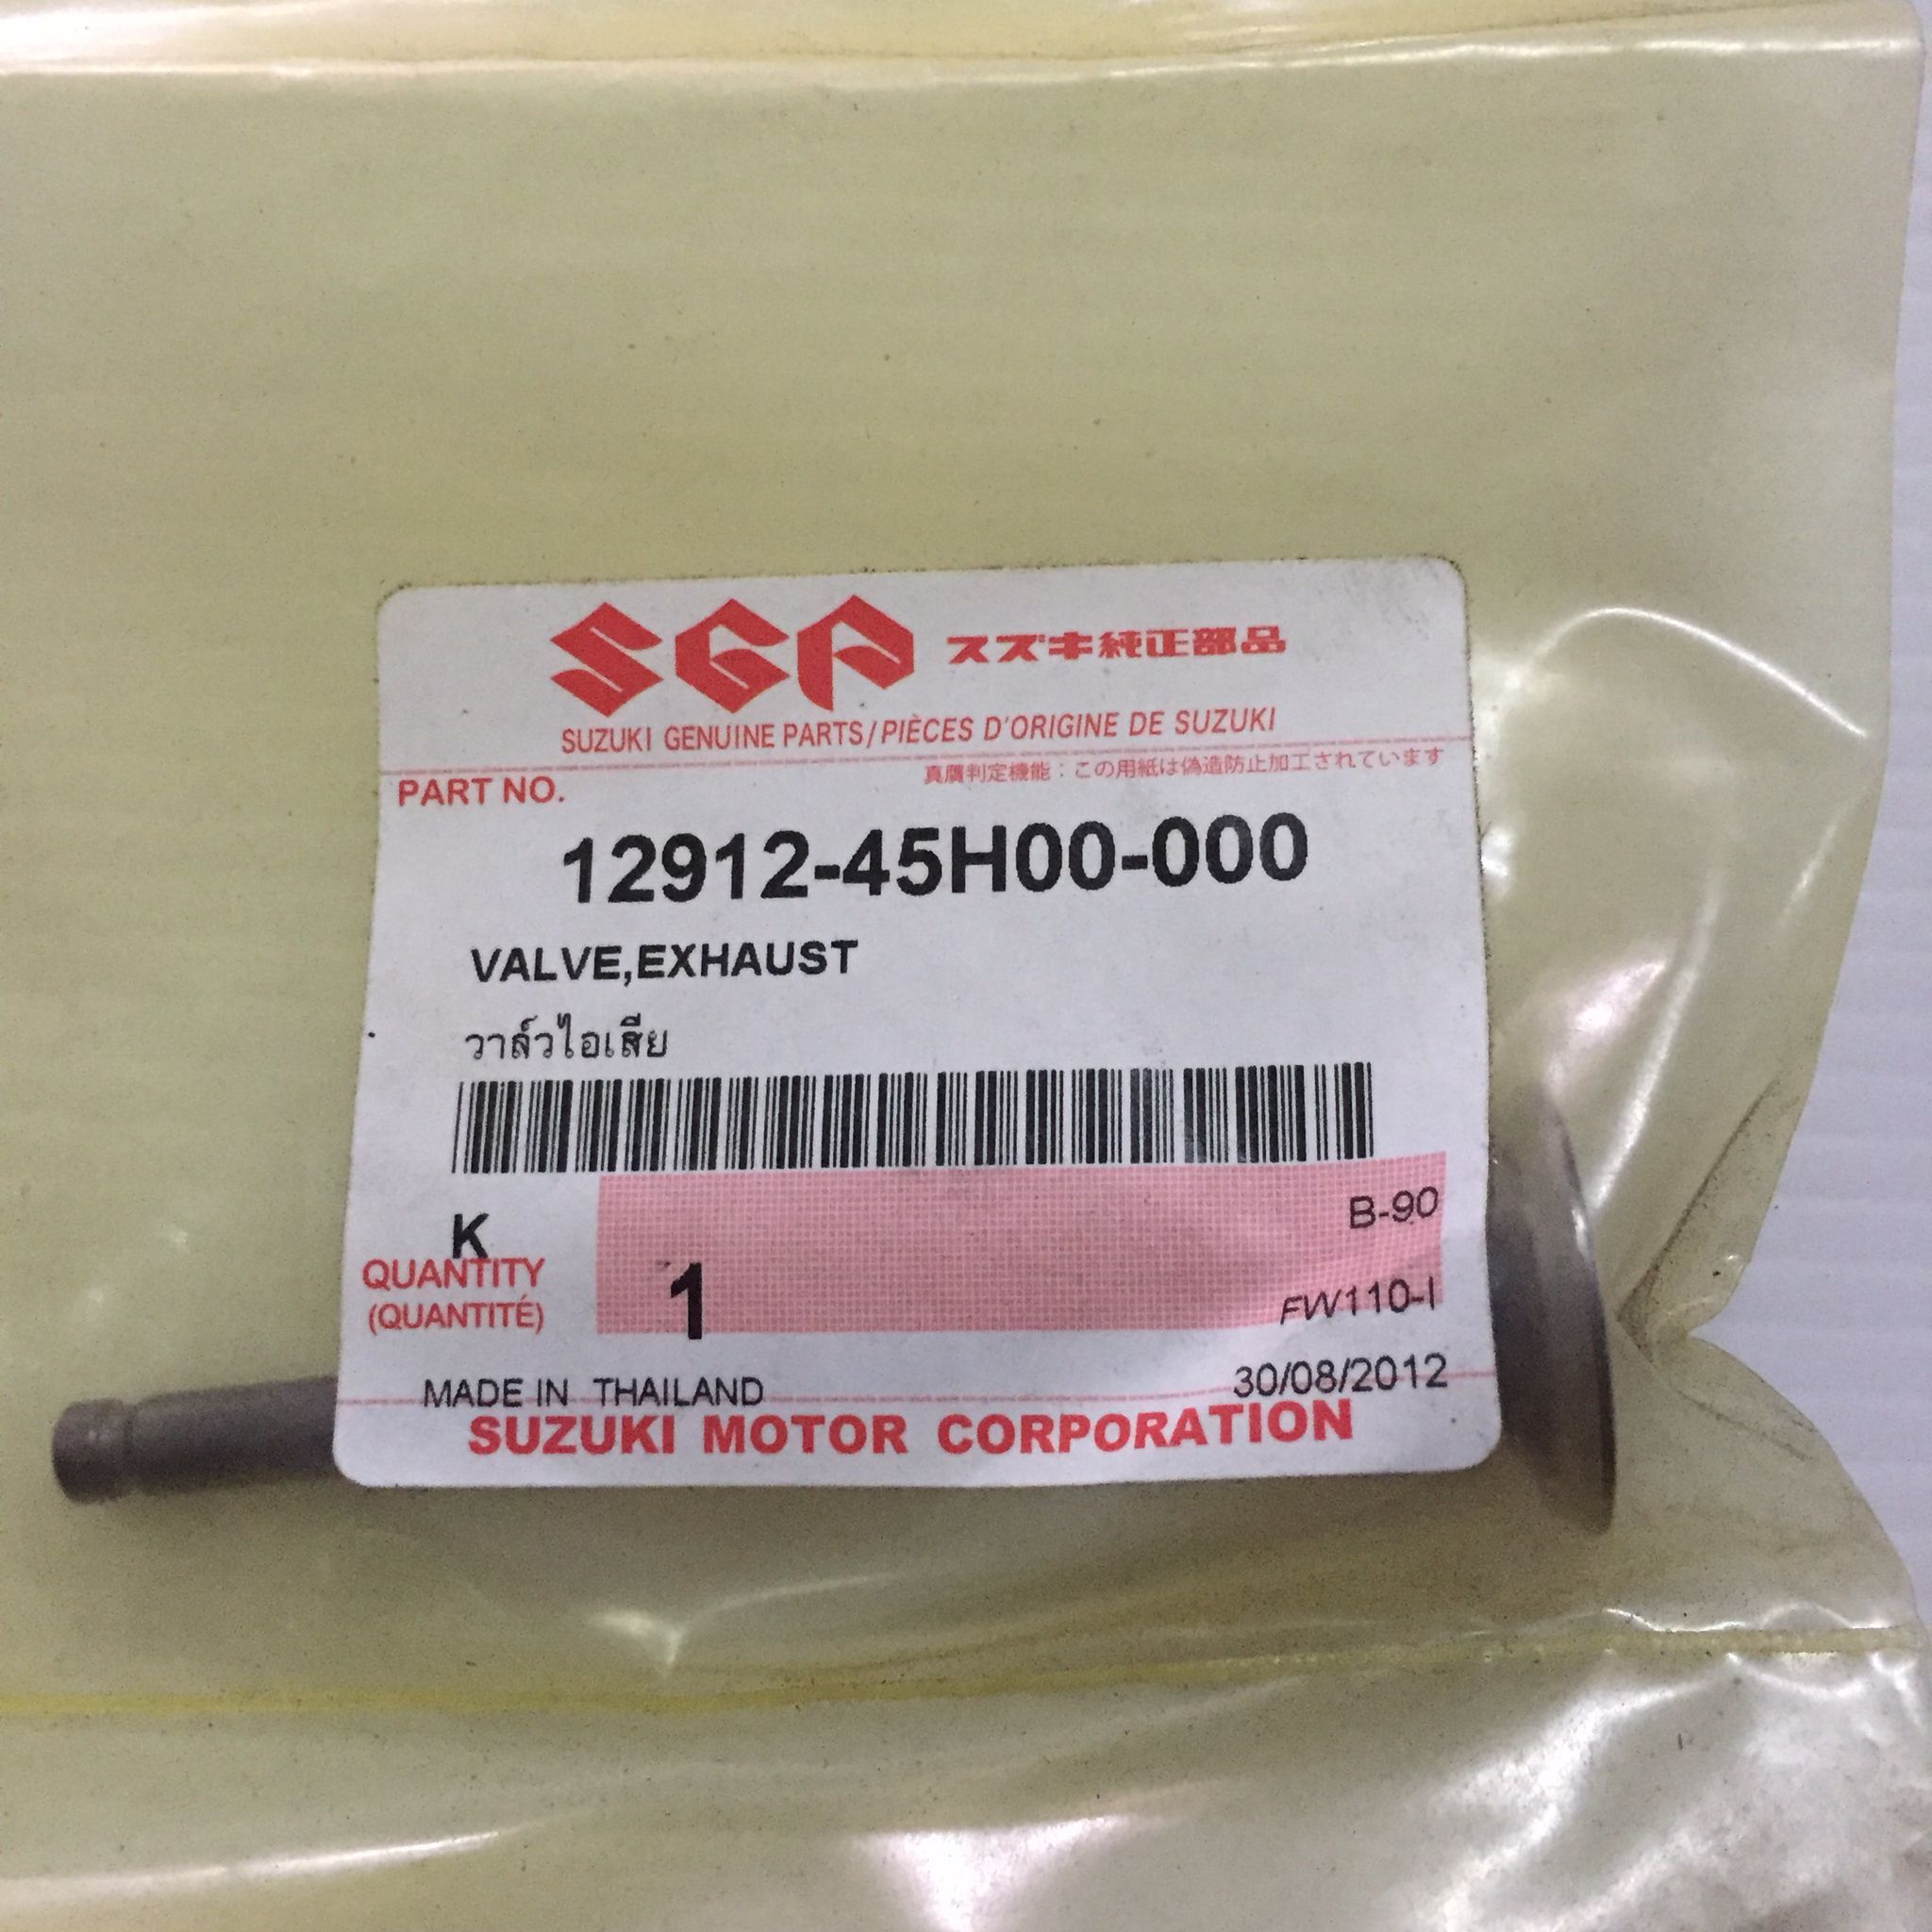 SGP スズキ純正部品
SUZUKI GENUINE PARTS/PIÈCES D'ORIGINE DE SUZUKI
真贋判定機能：この用紙は偽造防止加工されています
PART NO.
12912-45H00-000
VALVE,EXHAUST
วาล์วไอเสีย
K
B-90
QUANTITY
(QUANTITÉ)
1
FW110-I
MADE IN THAILAND
30/08/2012
SUZUKI MOTOR CORPORATION